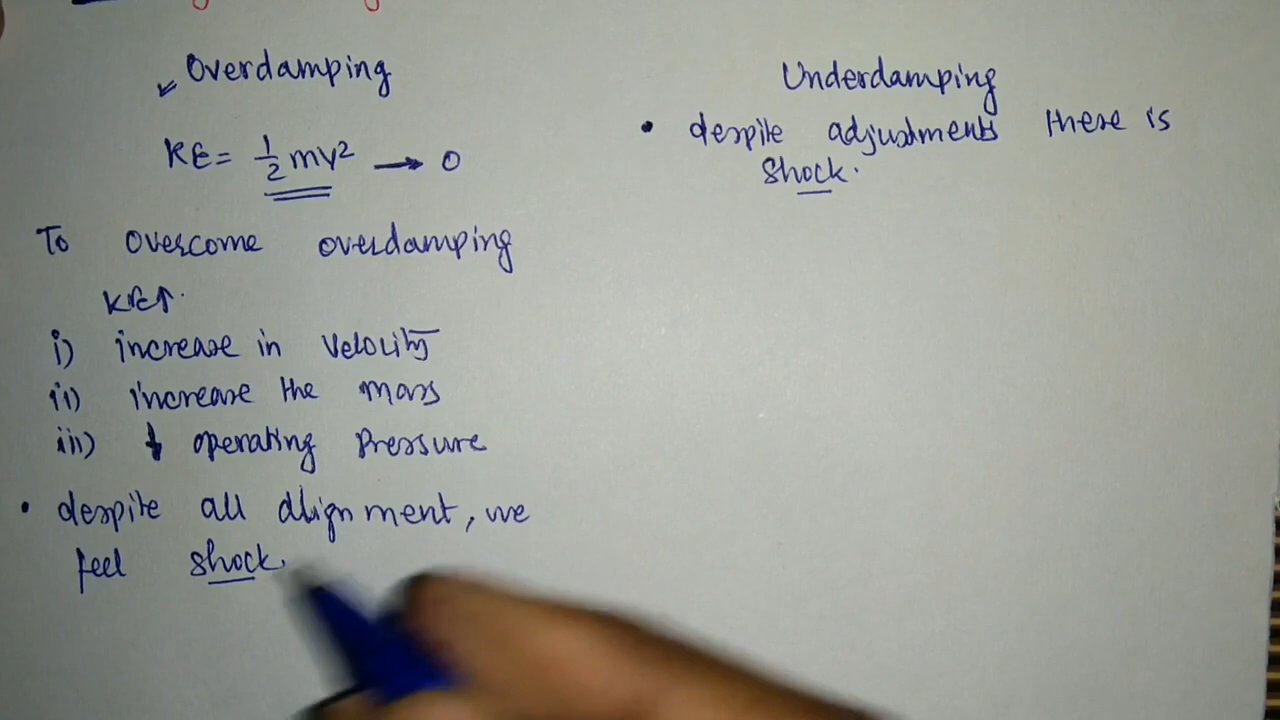 Overdamping
KE = 1/2 mv² → 0
To overcome overdamping
KE↑.
i) increase in velocity
ii) increase the mass
iii) ↓ operating pressure
• despite all alignment, we
feel shock.
Underdamping
• despite adjustments there is
shock.